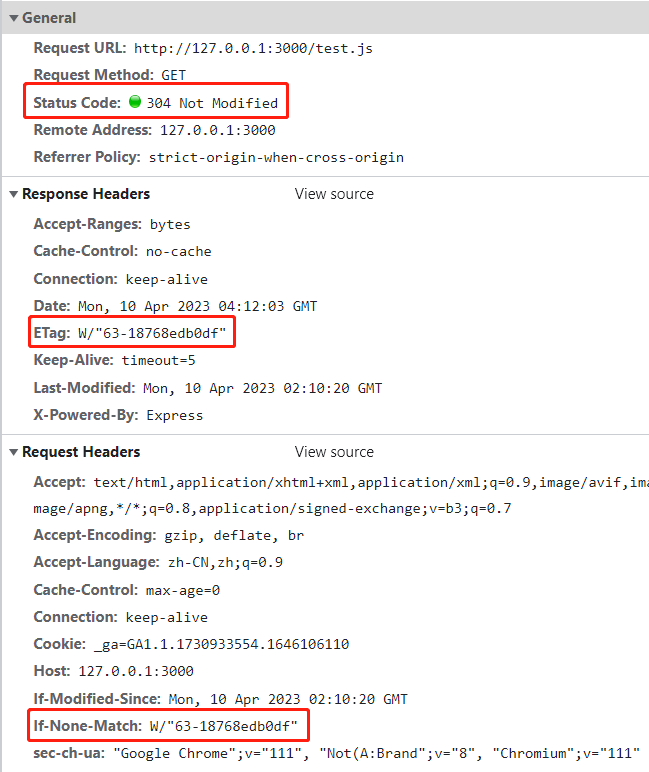 General
Request URL: http://127.0.0.1:3000/test.js
Request Method: GET
Status Code: 304 Not Modified
Remote Address: 127.0.0.1:3000
Referrer Policy: strict-origin-when-cross-origin
Response Headers View source
Accept-Ranges: bytes
Cache-Control: no-cache
Connection: keep-alive
Date: Mon, 10 Apr 2023 04:12:03 GMT
ETag: W/"63-18768edb0df"
Keep-Alive: timeout=5
Last-Modified: Mon, 10 Apr 2023 02:10:20 GMT
X-Powered-By: Express
Request Headers View source
Accept: text/html,application/xhtml+xml,application/xml;q=0.9,image/avif,ima
mage/apng,*/*;q=0.8,application/signed-exchange;v=b3;q=0.7
Accept-Encoding: gzip, deflate, br
Accept-Language: zh-CN,zh;q=0.9
Cache-Control: max-age=0
Connection: keep-alive
Cookie: _ga=GA1.1.1730933554.1646106110
Host: 127.0.0.1:3000
If-Modified-Since: Mon, 10 Apr 2023 02:10:20 GMT
If-None-Match: W/"63-18768edb0df"
sec-ch-ua: "Google Chrome";v="111", "Not(A:Brand";v="8", "Chromium";v="111"